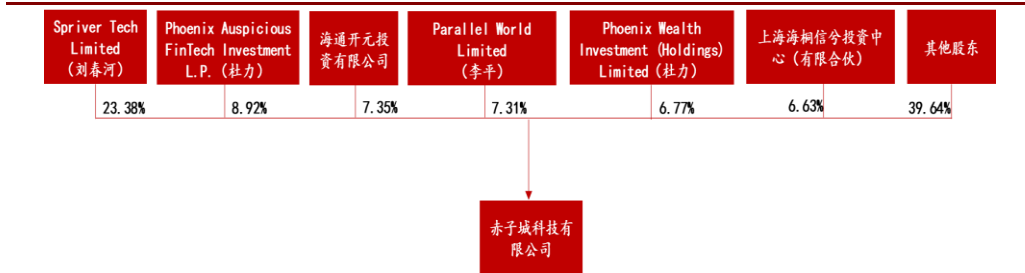 Spriver Tech
Limited
(刘春河)
Phoenix Auspicious
FinTech Investment
L.P. (杜力)
海通开元投
资有限公司
Parallel World
Limited
(李平)
Phoenix Wealth
Investment (Holdings)
Limited (杜力)
上海海桐信兮投资中
心(有限合伙)
其他股东
23.38%
8.92%
7.35%
7.31%
6.77%
6.63%
39.64%
赤子城科技有
限公司